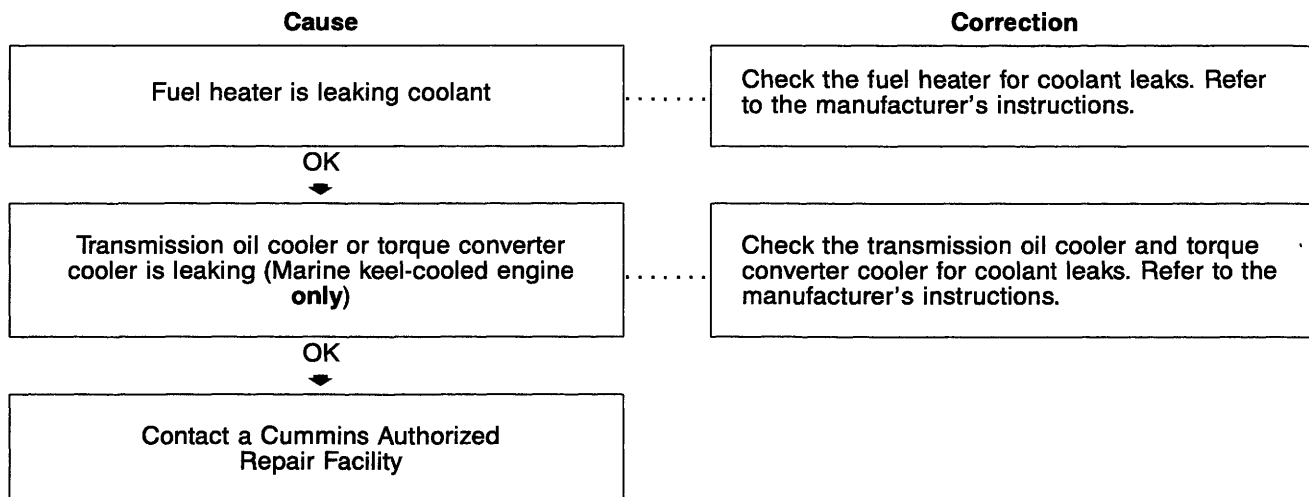 Cause
Correction
Fuel heater is leaking coolant
. . . . . . .
Check the fuel heater for coolant leaks. Refer
to the manufacturer's instructions.
OK
Transmission oil cooler or torque converter
cooler is leaking (Marine keel-cooled engine
only)
. . . . . . .
Check the transmission oil cooler and torque
converter cooler for coolant leaks. Refer to the
manufacturer's instructions.
OK
Contact a Cummins Authorized
Repair Facility